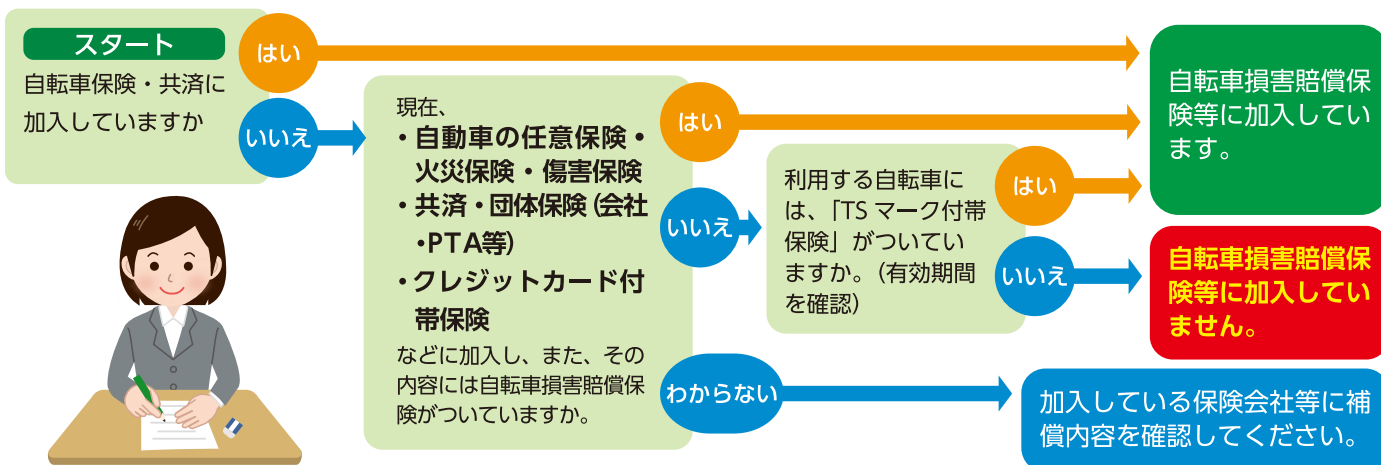 スタート
自転車保険・共済に
加入していますか
はい
いいえ
現在、
・自動車の任意保険・
火災保険・傷害保険
・共済・団体保険（会社
・PTA等）
・クレジットカード付
帯保険
などに加入し、また、その
内容には自転車損害賠償保
険がついていますか。
はい
いいえ
わからない
利用する自転車に
は、「TSマーク付帯
保険」がついてい
ますか。（有効期間
を確認）
はい
いいえ
自転車損害賠償保
険等に加入してい
ます。
自転車損害賠償保
険等に加入してい
ません。
加入している保険会社等に補
償内容を確認してください。